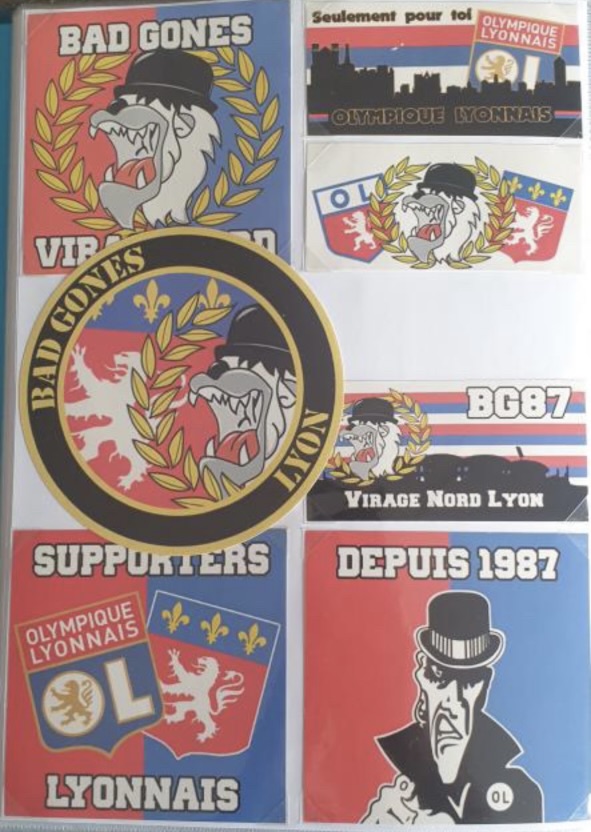 BAD GONES
Seulement pour toi
OLYMPIQUE
LYONNAIS
OL
OLYMPIQUE LYONNAIS
OL
BAD GONES
LYON
BG87
VIRAGE NORD LYON
SUPPORTERS
OLYMPIQUE
LYONNAIS
OL
LYONNAIS
DEPUIS 1987
OL